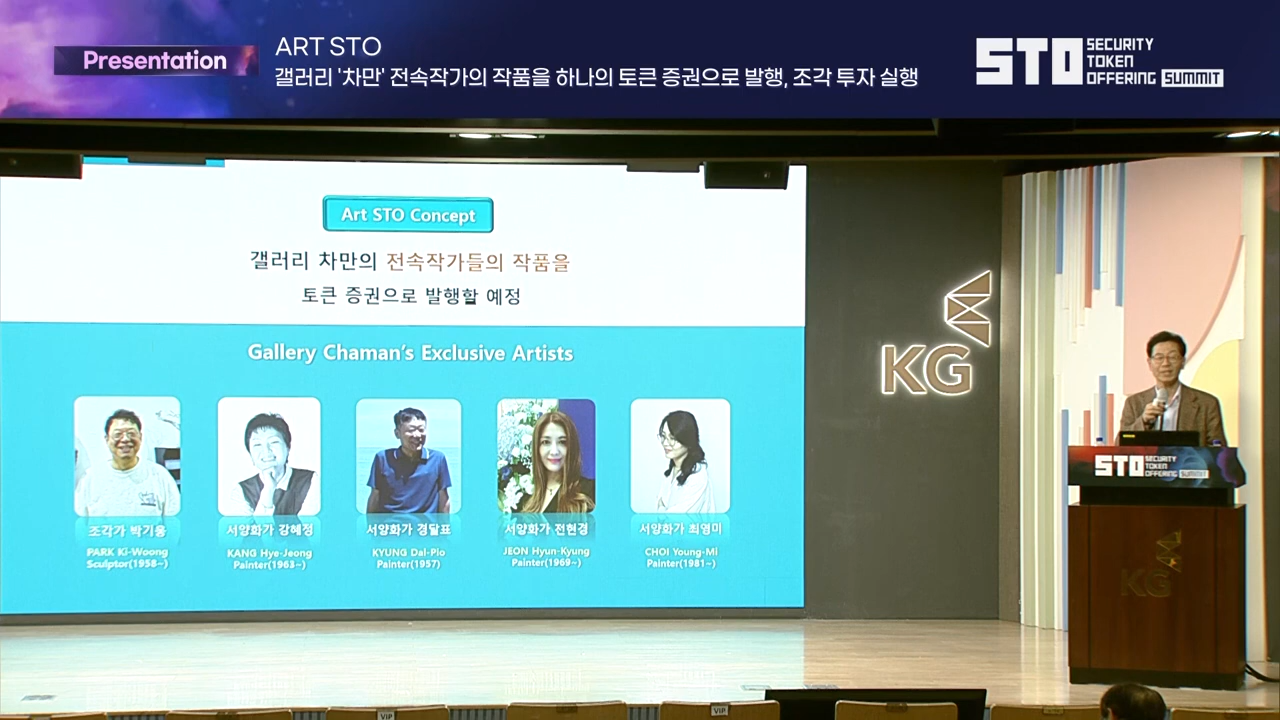 Presentation
ART STO
갤러리 '차만' 전속작가의 작품을 하나의 토큰 증권으로 발행, 조각 투자 실행
STO SECURITY
TOKEN
OFFERING SUMMIT
Art STO Concept
갤러리 차만의 전속작가들의 작품을
토큰 증권으로 발행할 예정
Gallery Chaman's Exclusive Artists
조각가 박기웅
PARK Ki-Woong
Sculptor(1958~)
서양화가 강혜정
KANG Hye-Jeong
Painter(1963~)
서양화가 경달표
KYUNG Dal-Pio
Painter(1957)
서양화가 전현경
JEON Hyun-Kyung
Painter(1969~)
서양화가 최영미
CHOI Young-Mi
Painter(1981~)
KG
STO SECURITY
TOKEN
OFFERING SUMMIT
KG
VIP
VIP